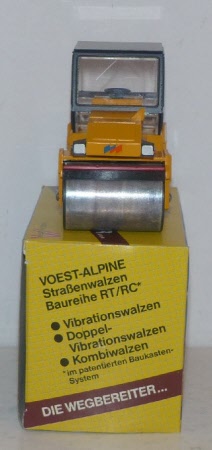 VOEST-ALPINE
Straßenwalzen
Baureihe RT/RC*
● Vibrationswalzen
● Doppel-
Vibrationswalzen
● Kombiwalzen
*im patentierten Baukasten-
System
DIE WEGBEREITER...